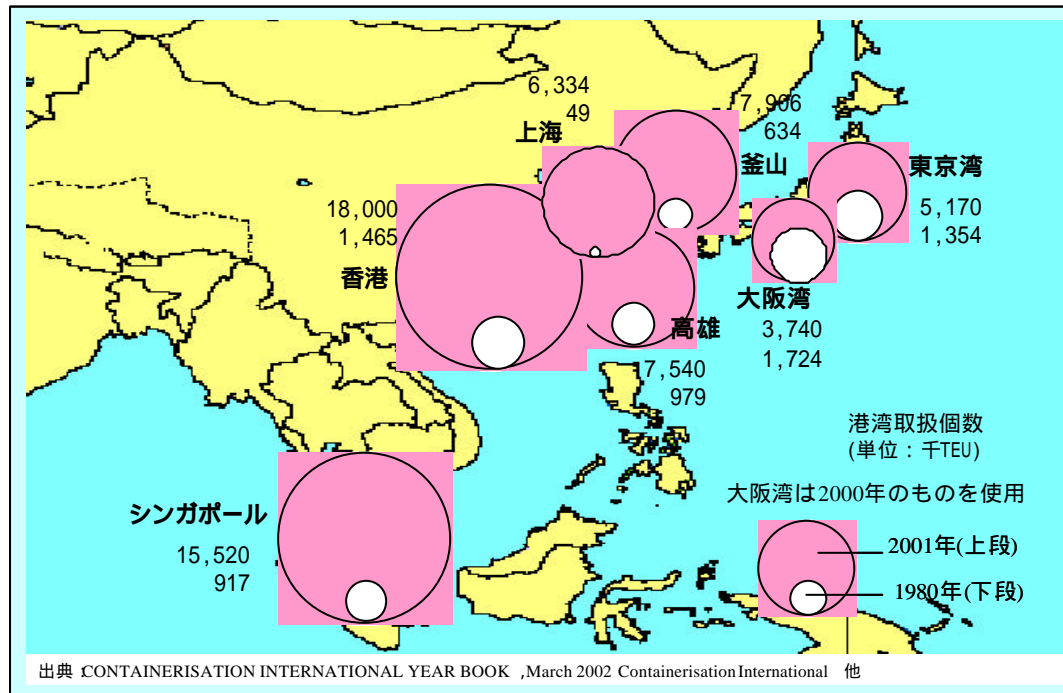 6,334
49
上海
7,906
634
釜山
東京湾
5,170
1,354
18,000
1,465
香港
大阪湾
3,740
1,724
高雄
7,540
979
港湾取扱個数
(単位：千TEU)
大阪湾は2000年のものを使用
シンガポール
15,520
917
2001年(上段)
1980年(下段)
出典 :CONTAINERISATION INTERNATIONAL YEAR BOOK ,March 2002 Containerisation International 他